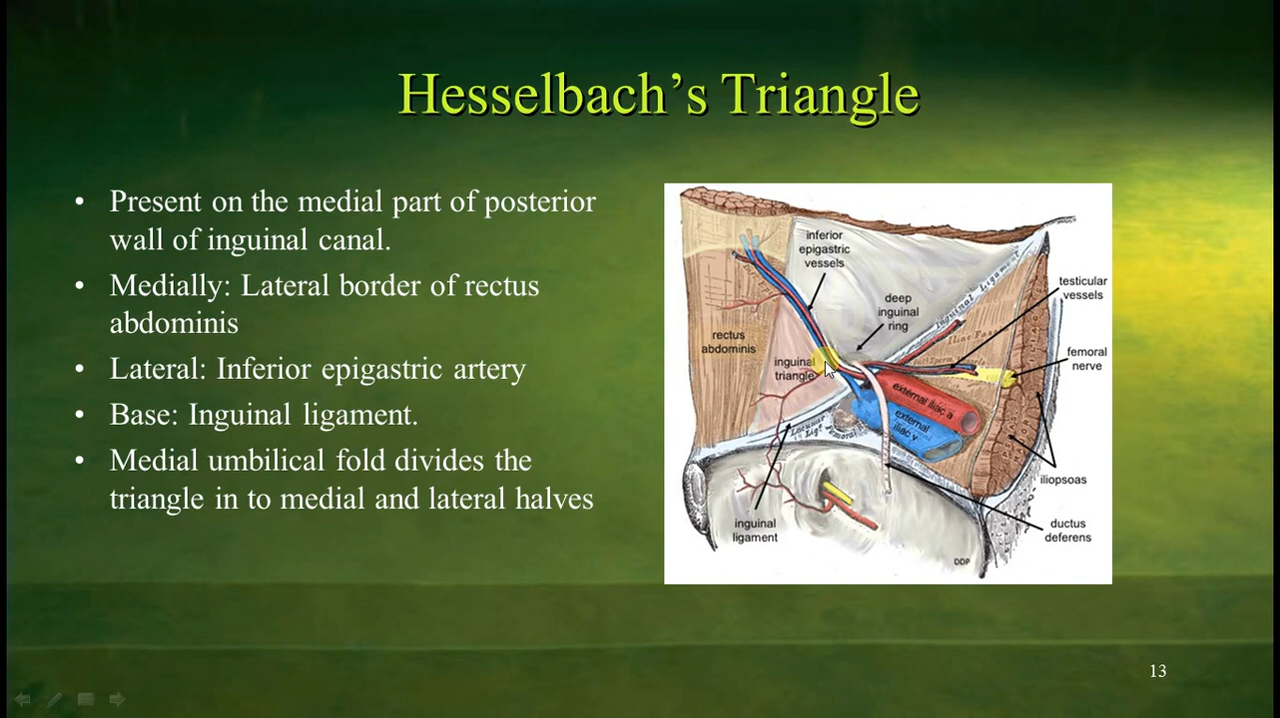 Hesselbach’s Triangle
• Present on the medial part of posterior
wall of inguinal canal.
• Medially: Lateral border of rectus
abdominis
• Lateral: Inferior epigastric artery
• Base: Inguinal ligament.
• Medial umbilical fold divides the
triangle in to medial and lateral halves
inferior
epigastric
vessels
deep
inguinal
ring
testicular
vessels
rectus
abdominis
inguinal
triangle
femoral
nerve
Inguinal Ligament
external iliac a
external
iliac v
iliopsoas
inguinal
ligament
ductus
deferens
DDP
13